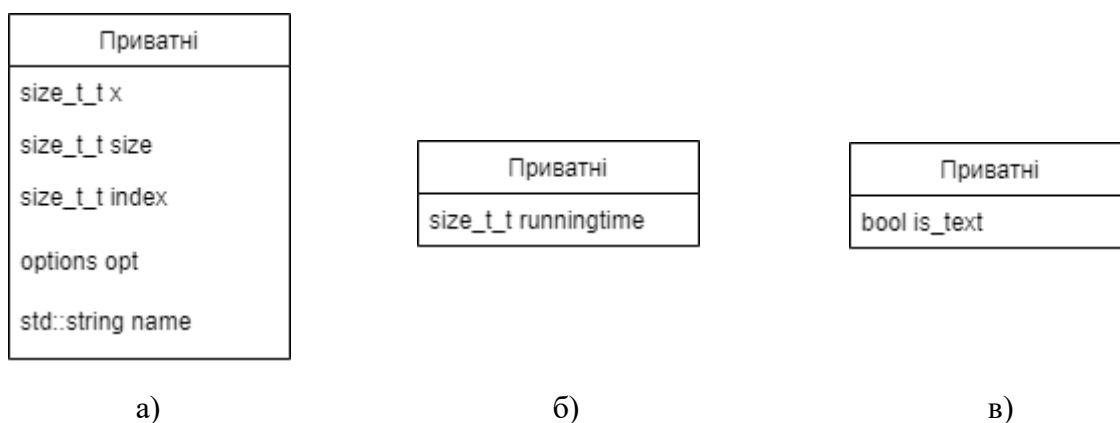 Приватні
size_t_t x
size_t_t size
size_t_t index
options opt
std::string name
Приватні
size_t_t runningtime
Приватні
bool is_text
а)
б)
в)